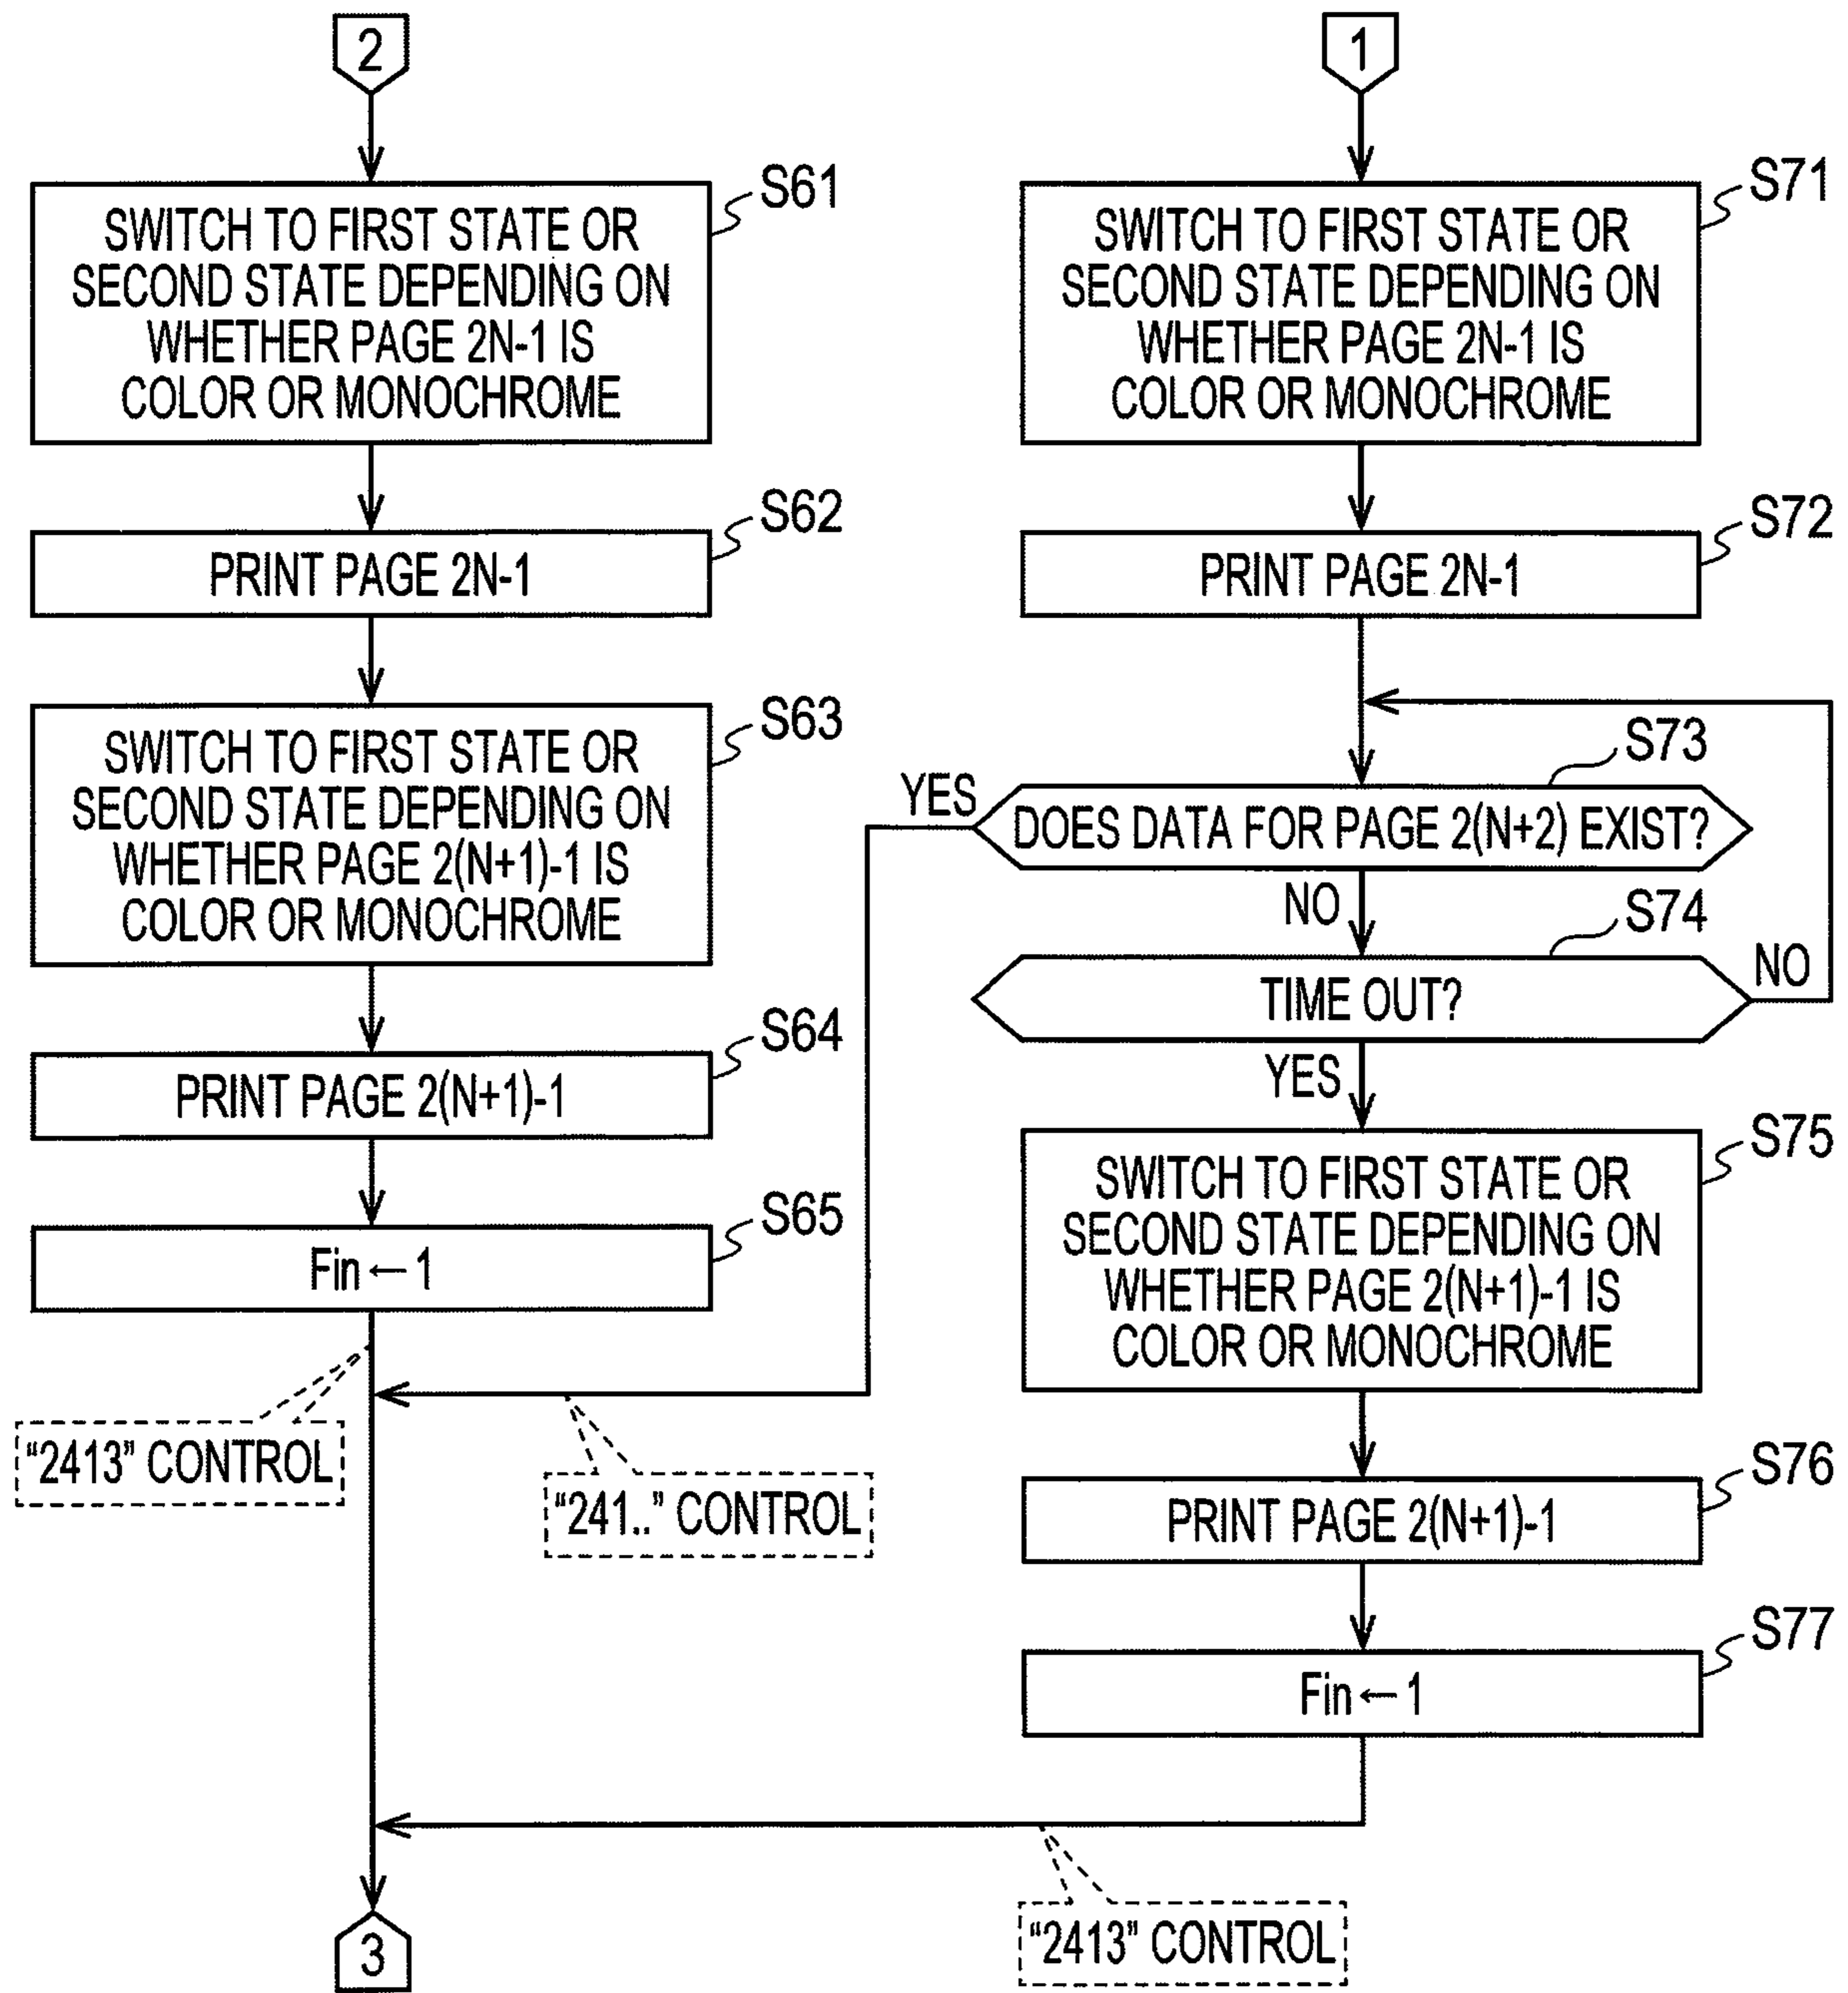 2
S61
SWITCH TO FIRST STATE OR
SECOND STATE DEPENDING ON
WHETHER PAGE 2N-1 IS
COLOR OR MONOCHROME
S62
PRINT PAGE 2N-1
S63
SWITCH TO FIRST STATE OR
SECOND STATE DEPENDING ON
WHETHER PAGE 2(N+1)-1 IS
COLOR OR MONOCHROME
S64
PRINT PAGE 2(N+1)-1
S65
Fin ← 1
"2413" CONTROL
"241.." CONTROL
3
1
S71
SWITCH TO FIRST STATE OR
SECOND STATE DEPENDING ON
WHETHER PAGE 2N-1 IS
COLOR OR MONOCHROME
S72
PRINT PAGE 2N-1
S73
YES
DOES DATA FOR PAGE 2(N+2) EXIST?
NO
S74
TIME OUT?
NO
YES
S75
SWITCH TO FIRST STATE OR
SECOND STATE DEPENDING ON
WHETHER PAGE 2(N+1)-1 IS
COLOR OR MONOCHROME
S76
PRINT PAGE 2(N+1)-1
S77
Fin ← 1
"2413" CONTROL